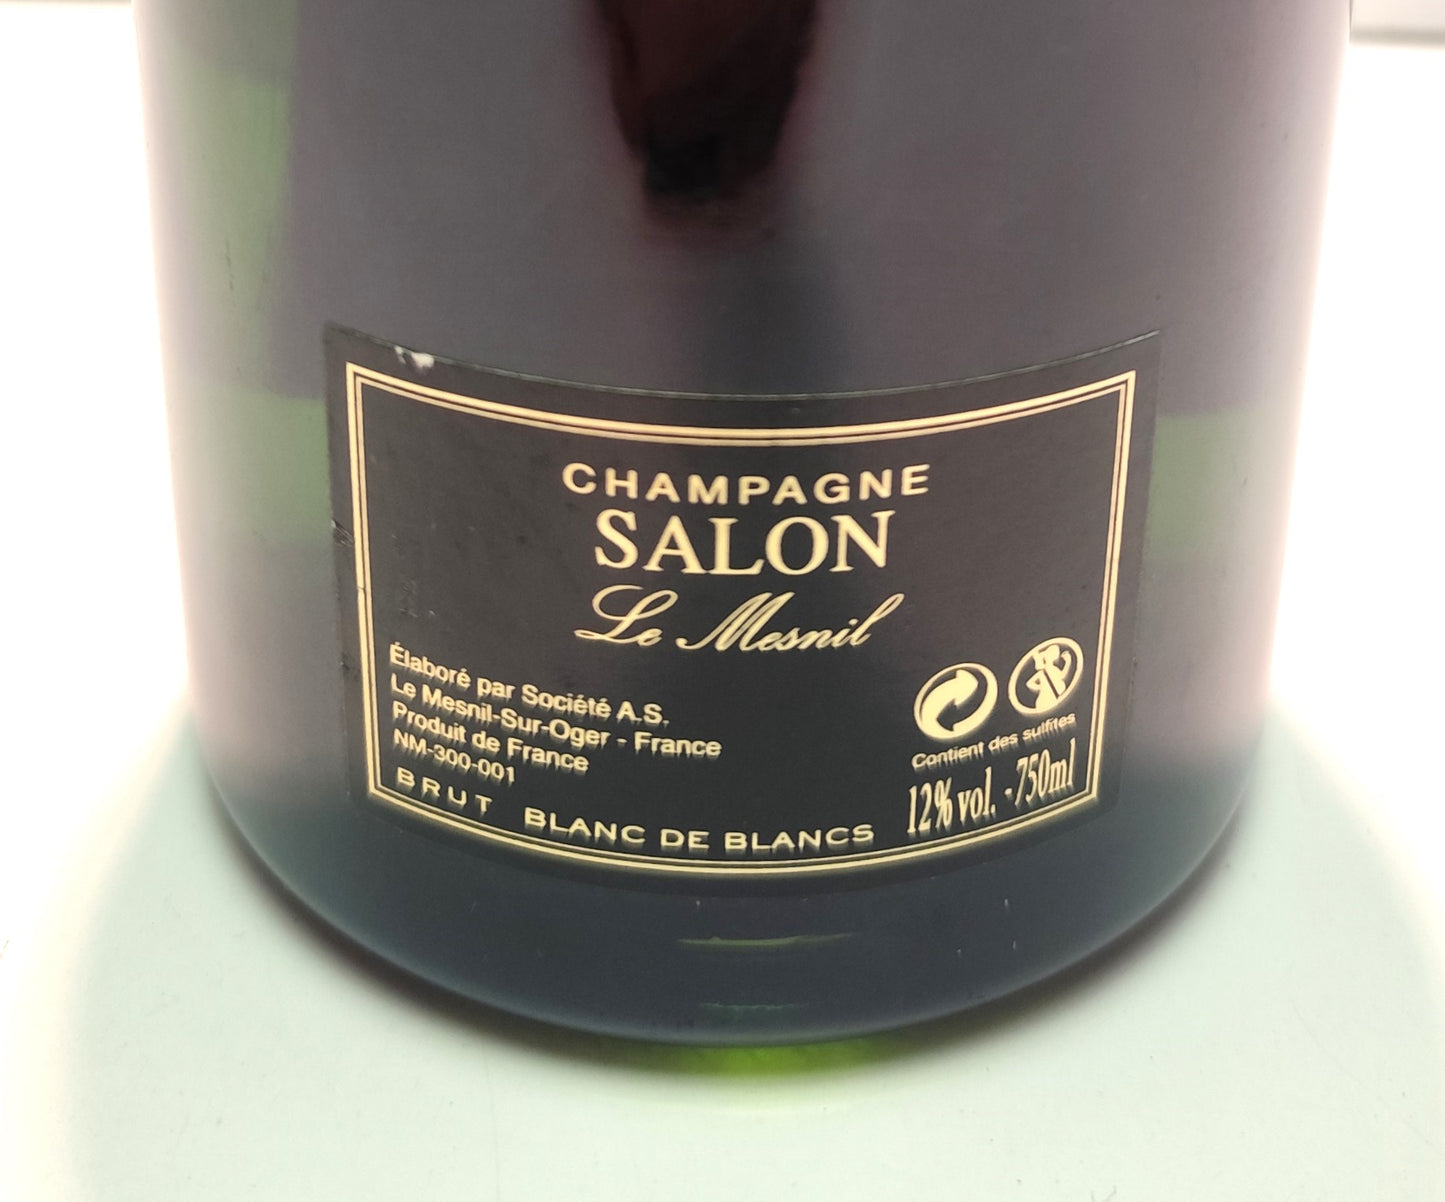 CHAMPAGNE
SALON
Le Mesnil
Élaboré par Société A.S.
Le Mesnil-Sur-Oger - France
Produit de France
NM-300-001
Contient des sulfites
12% vol. - 750ml
BRUT BLANC DE BLANCS